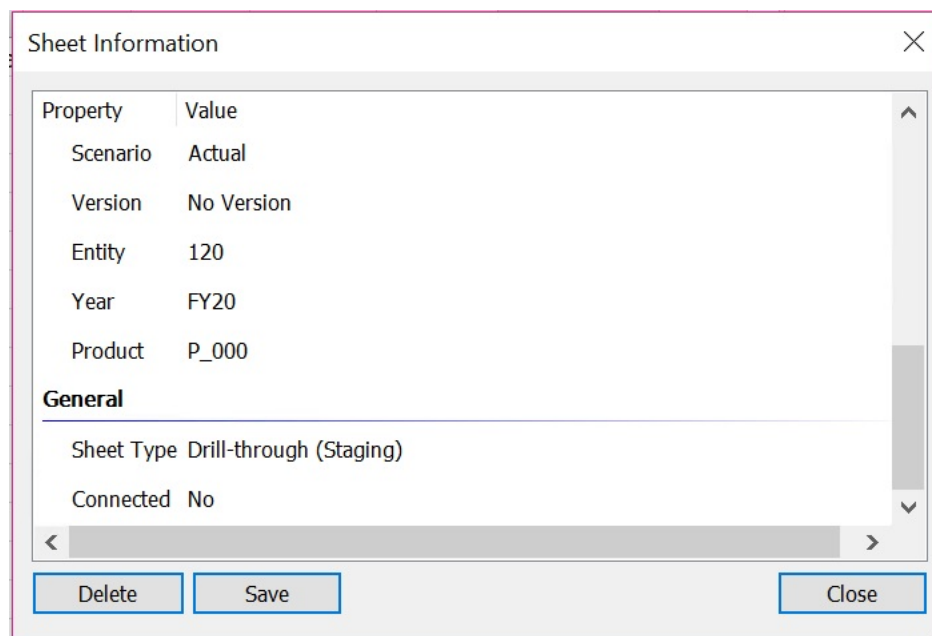 Sheet Information
Property Value
Scenario Actual
Version No Version
Entity 120
Year FY20
Product P_000
General
Sheet Type Drill-through (Staging)
Connected No
Delete Save Close